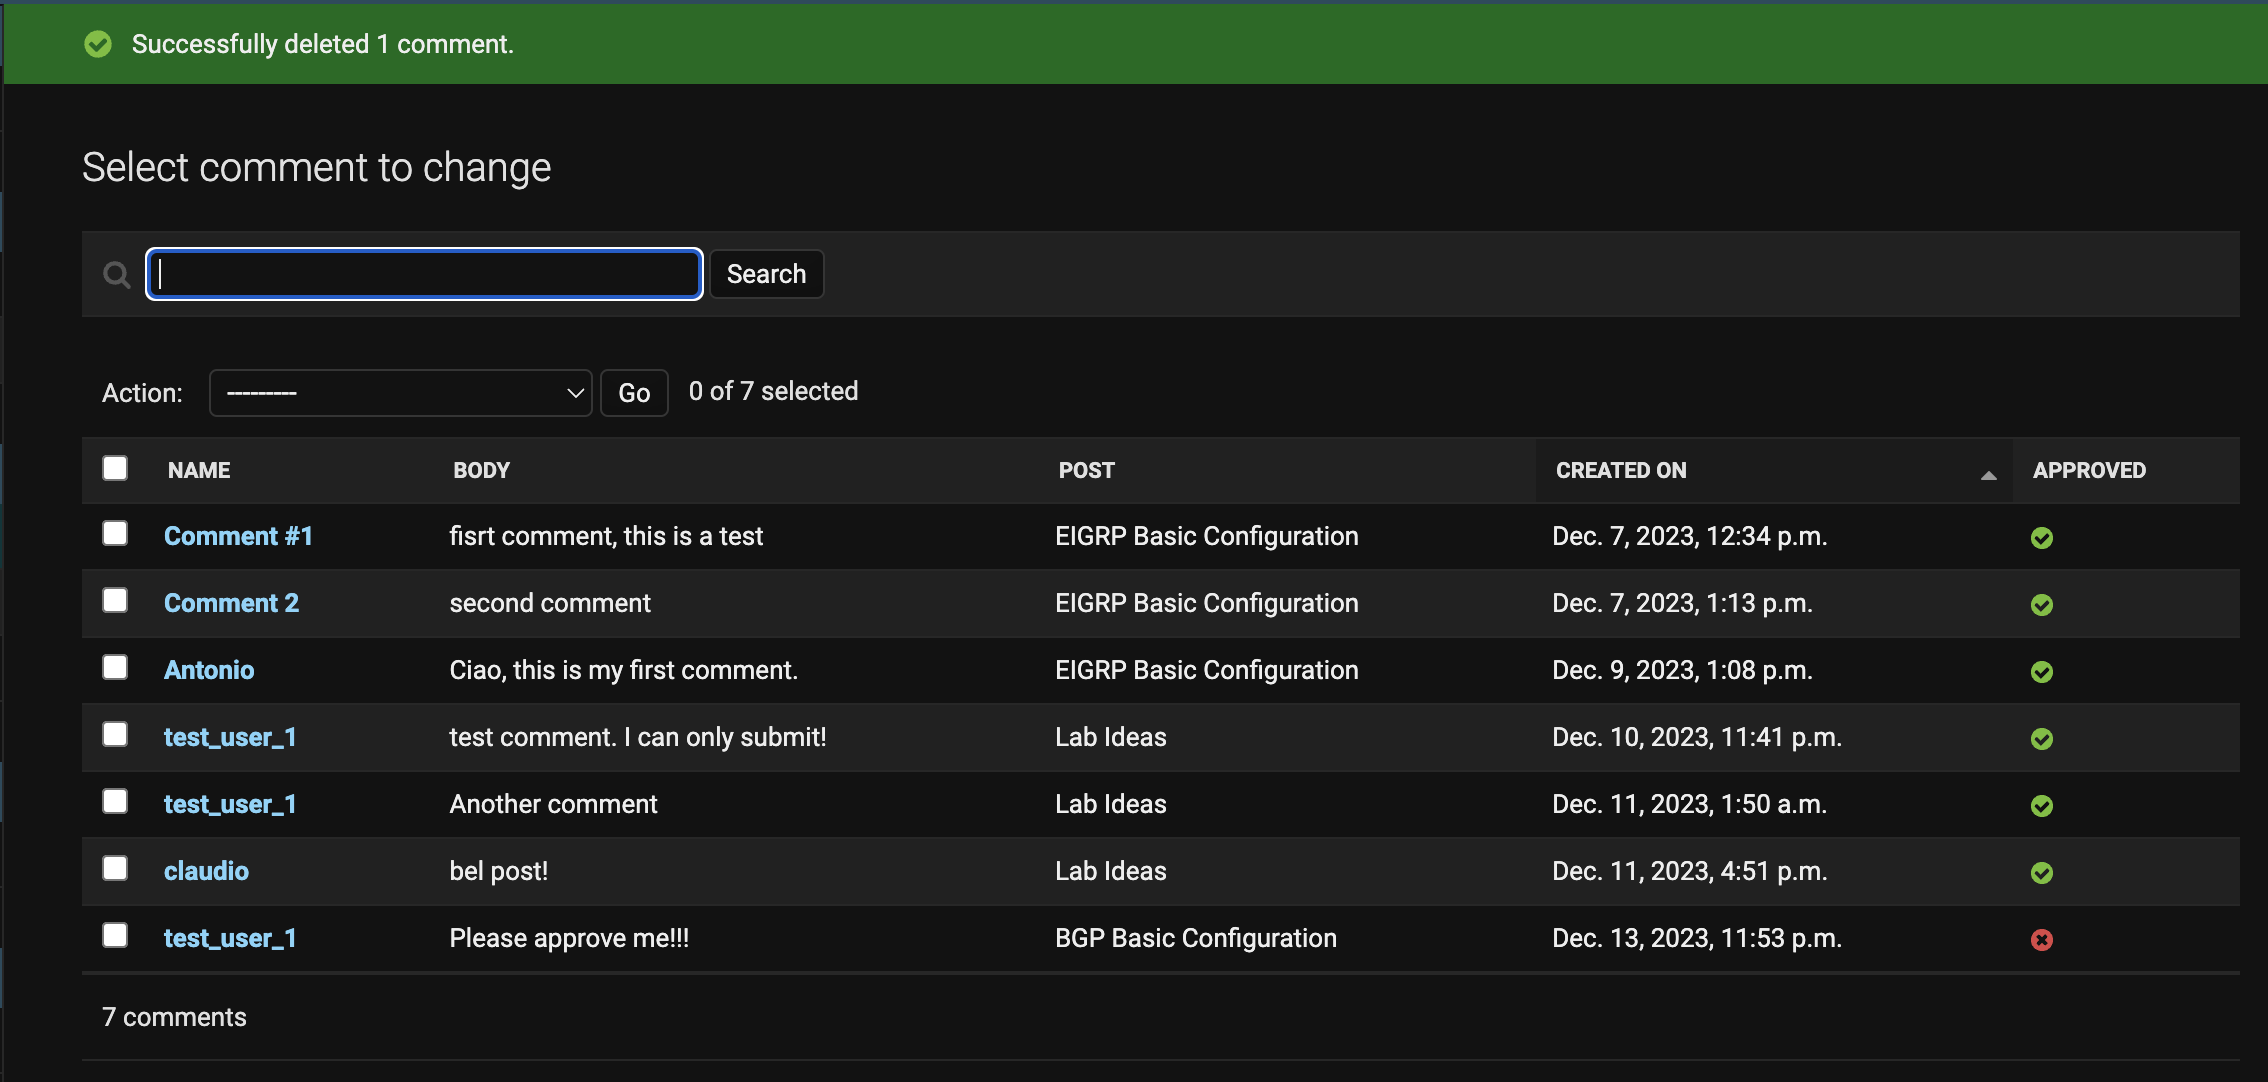 Successfully deleted 1 comment.
Select comment to change
Search
Action: --------- Go 0 of 7 selected
NAME BODY POST CREATED ON APPROVED
Comment #1 fisrt comment, this is a test EIGRP Basic Configuration Dec. 7, 2023, 12:34 p.m.
Comment 2 second comment EIGRP Basic Configuration Dec. 7, 2023, 1:13 p.m.
Antonio Ciao, this is my first comment. EIGRP Basic Configuration Dec. 9, 2023, 1:08 p.m.
test_user_1 test comment. I can only submit! Lab Ideas Dec. 10, 2023, 11:41 p.m.
test_user_1 Another comment Lab Ideas Dec. 11, 2023, 1:50 a.m.
claudio bel post! Lab Ideas Dec. 11, 2023, 4:51 p.m.
test_user_1 Please approve me!!! BGP Basic Configuration Dec. 13, 2023, 11:53 p.m.
7 comments